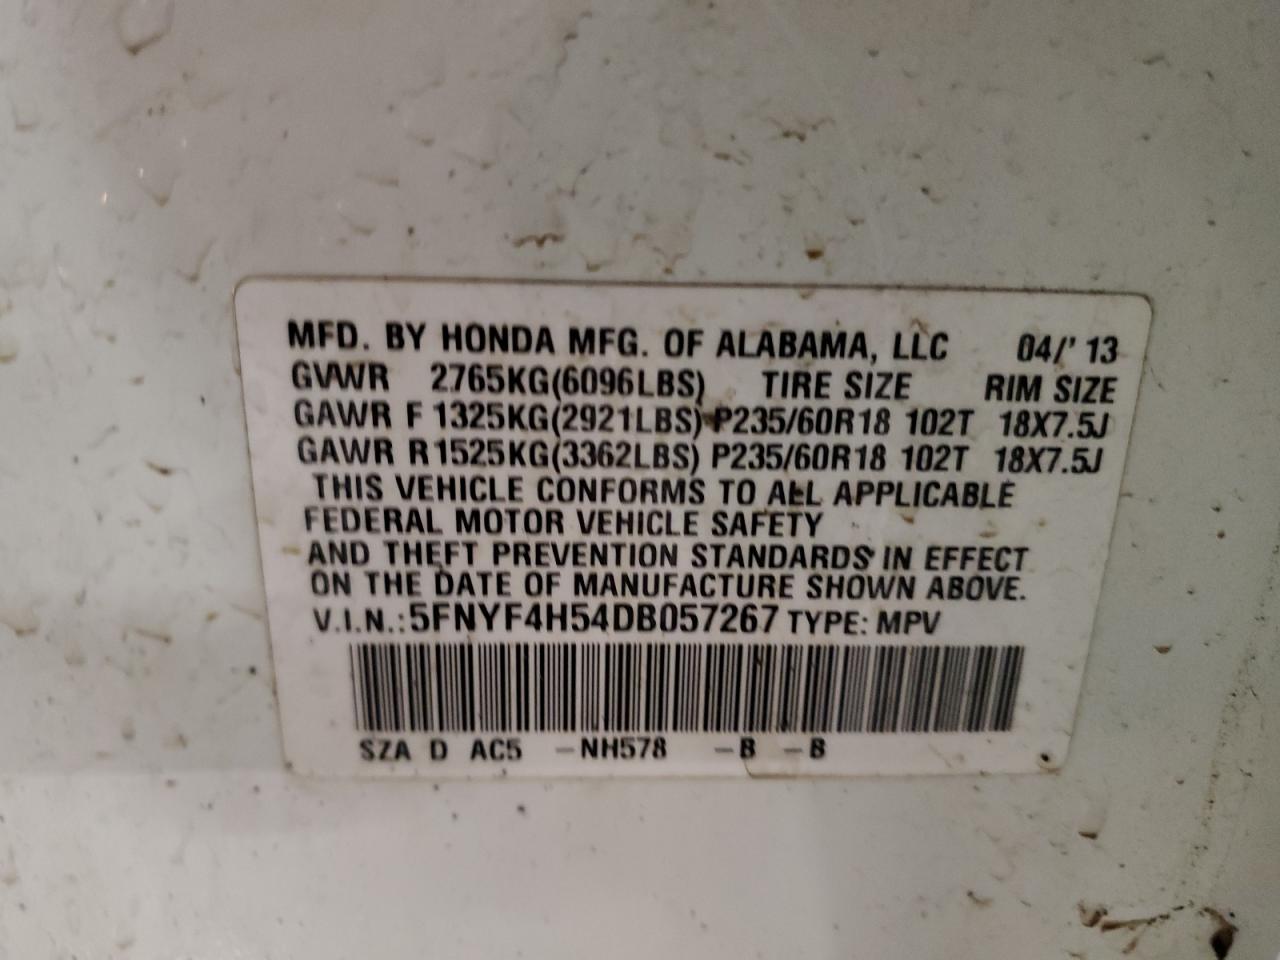 MFD. BY HONDA MFG. OF ALABAMA, LLC 04/' 13
GVWR 2765KG(6096LBS) TIRE SIZE RIM SIZE
GAWR F 1325KG(2921LBS) P235/60R18 102T 18X7.5J
GAWR R 1525KG(3362LBS) P235/60R18 102T 18X7.5J
THIS VEHICLE CONFORMS TO ALL APPLICABLE
FEDERAL MOTOR VEHICLE SAFETY
AND THEFT PREVENTION STANDARDS IN EFFECT
ON THE DATE OF MANUFACTURE SHOWN ABOVE.
V.I.N.:5FNYF4H54DB057267 TYPE: MPV
SZA D AC5 –NH578 –B –B